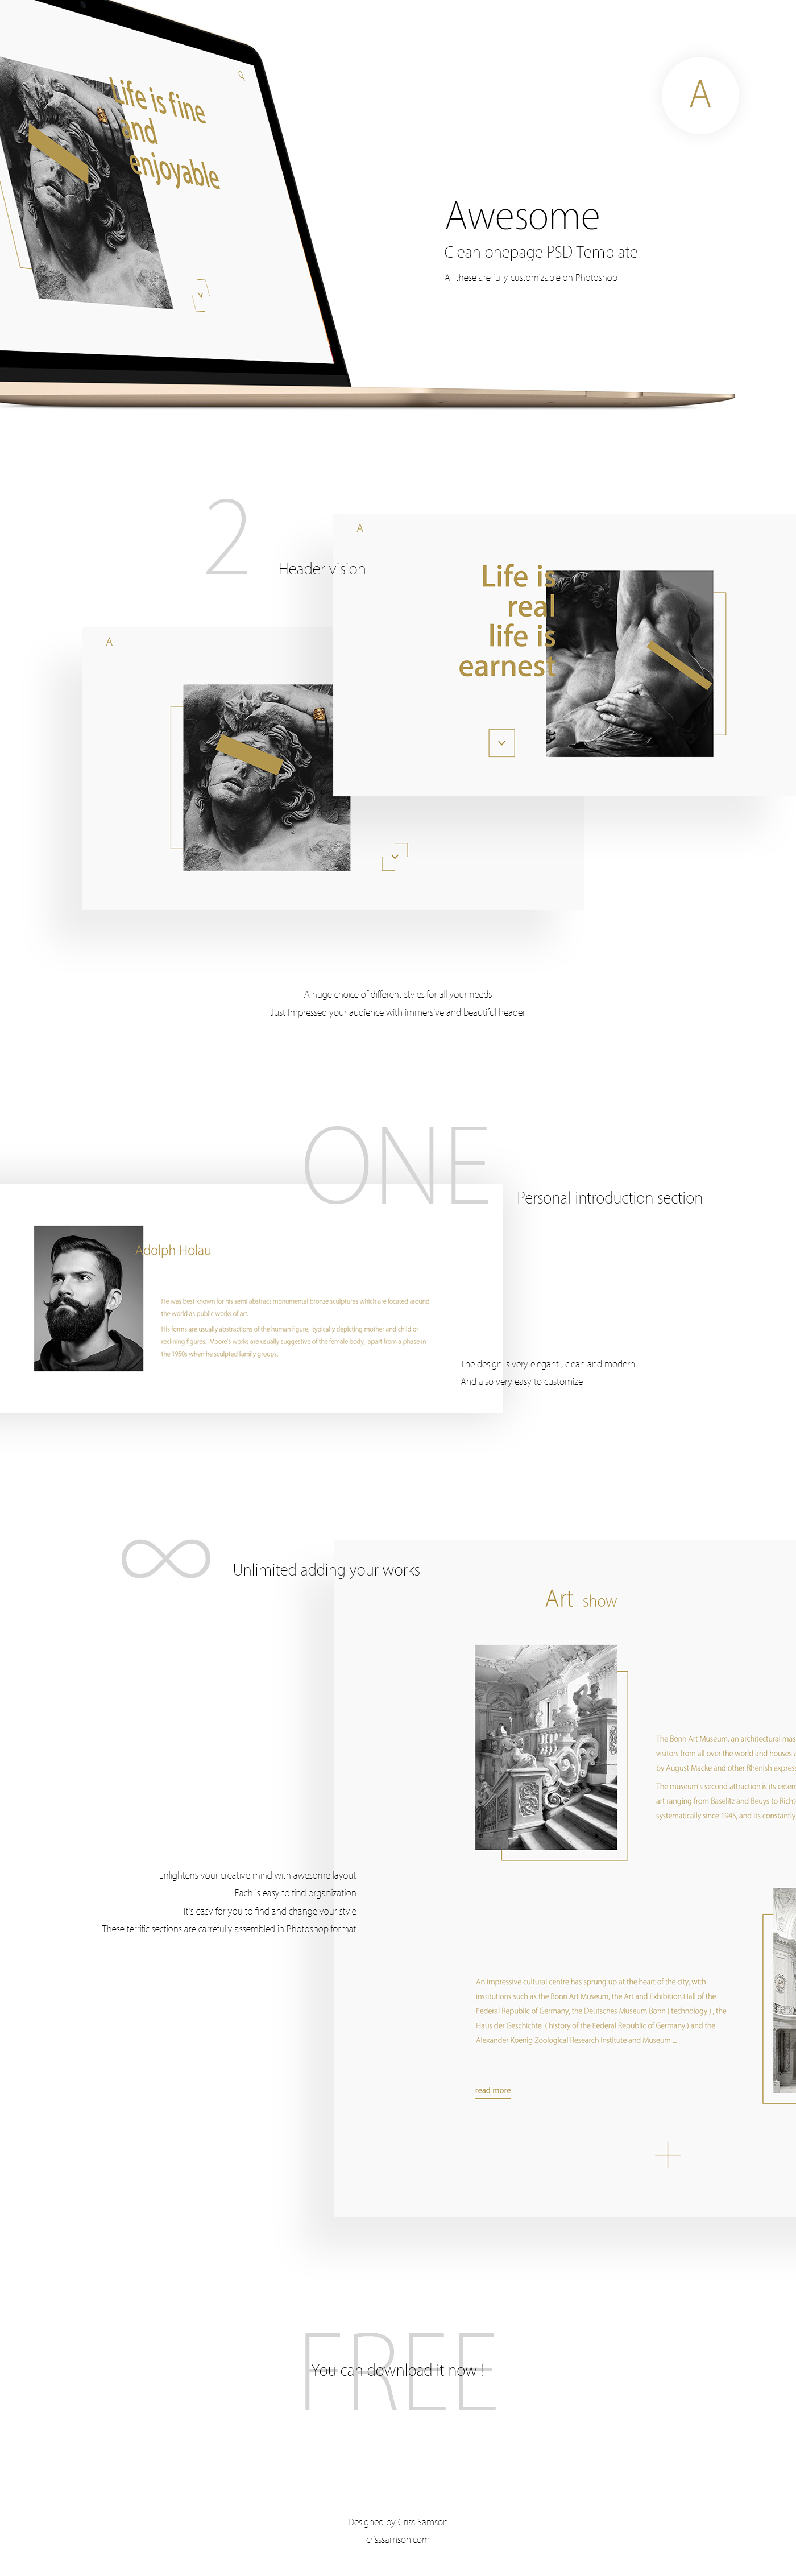 A
Life is fine
and
enjoyable
Awesome
Clean onepage PSD Template
All these are fully customizable on Photoshop
2
Header vision
A
Life is
real
life is
earnest
A
A huge choice of different styles for all your needs
Just Impressed your audience with immersive and beautiful header
ONE
Personal introduction section
Adolph Holau
He was best known for his semi abstract monumental bronze sculptures which are located around
the world as public works of art.
His forms are usually abstractions of the human figure, typically depicting mother and child or
reclining figures. Moore's works are usually suggestive of the female body, apart from a phase in
the 1950s when he sculpted family groups.
The design is very elegant , clean and modern
And also very easy to customize
Unlimited adding your works
Art show
The Bonn Art Museum, an architectural mas
visitors from all over the world and houses a
by August Macke and other Rhenish express
The museum's second attraction is its exten
art ranging from Baselitz and Beuys to Richt
systematically since 1945, and its constantly
Enlightens your creative mind with awesome layout
Each is easy to find organization
It's easy for you to find and change your style
These terrific sections are carrefully assembled in Photoshop format
An impressive cultural centre has sprung up at the heart of the city, with
institutions such as the Bonn Art Museum, the Art and Exhibition Hall of the
Federal Republic of Germany, the Deutsches Museum Bonn ( technology ) , the
Haus der Geschichte ( history of the Federal Republic of Germany ) and the
Alexander Koenig Zoological Research Institute and Museum ...
read more
FREE
You can download it now !
Designed by Criss Samson
crisssamson.com